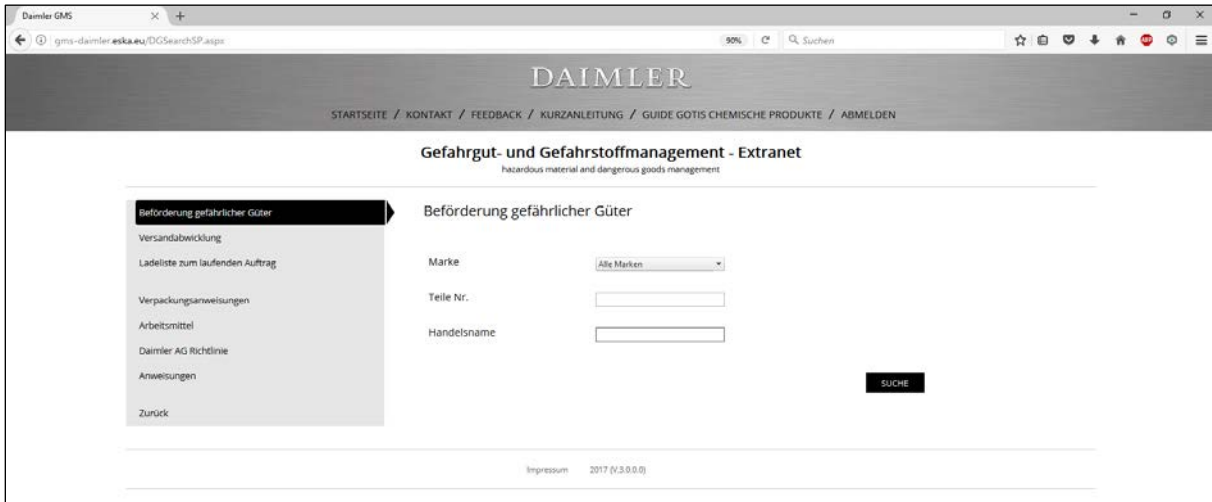 Daimler GMS
gms-daimler.eska.eu/DGSearchSP.aspx
90%
Suchen
ABP
DAIMLER
STARTSEITE / KONTAKT / FEEDBACK / KURZANLEITUNG / GUIDE GOTIS CHEMISCHE PRODUKTE / ABMELDEN
Gefahrgut- und Gefahrstoffmanagement - Extranet
hazardous material and dangerous goods management
Beförderung gefährlicher Güter
Versandabwicklung
Ladeliste zum laufenden Auftrag
Verpackungsanweisungen
Arbeitsmittel
Daimler AG Richtlinie
Anweisungen
Zurück
Beförderung gefährlicher Güter
Marke
Alle Marken
Teile Nr.
Handelsname
SUCHE
Impressum 2017 (V.3.0.0.0)